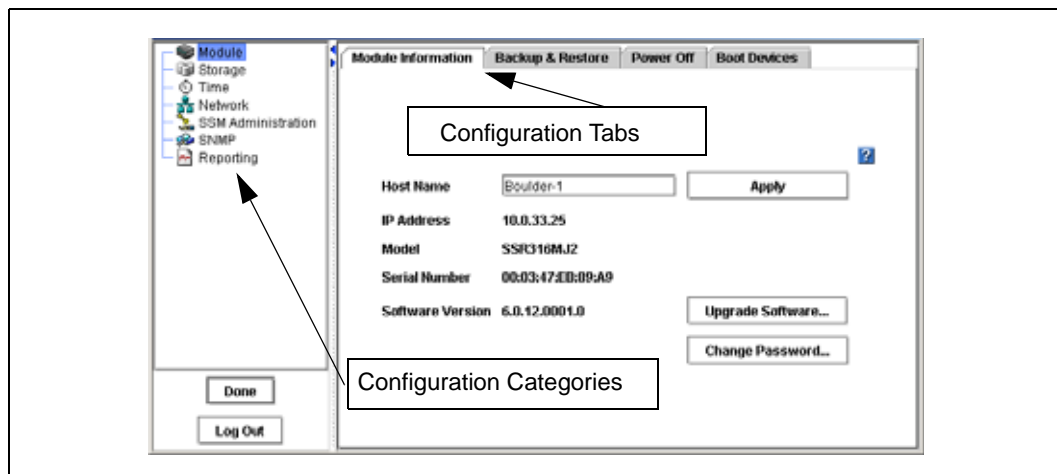 Module
Storage
Time
Network
SSM Administration
SNMP
Reporting
Done
Log Out
Module Information Backup & Restore Power Off Boot Devices
Configuration Tabs
?
Host Name Boulder-1 Apply
IP Address 10.0.33.25
Model SSR316MJ2
Serial Number 00:03:47:EB:09:A9
Software Version 6.0.12.0001.0 Upgrade Software...
Change Password...
Configuration Categories